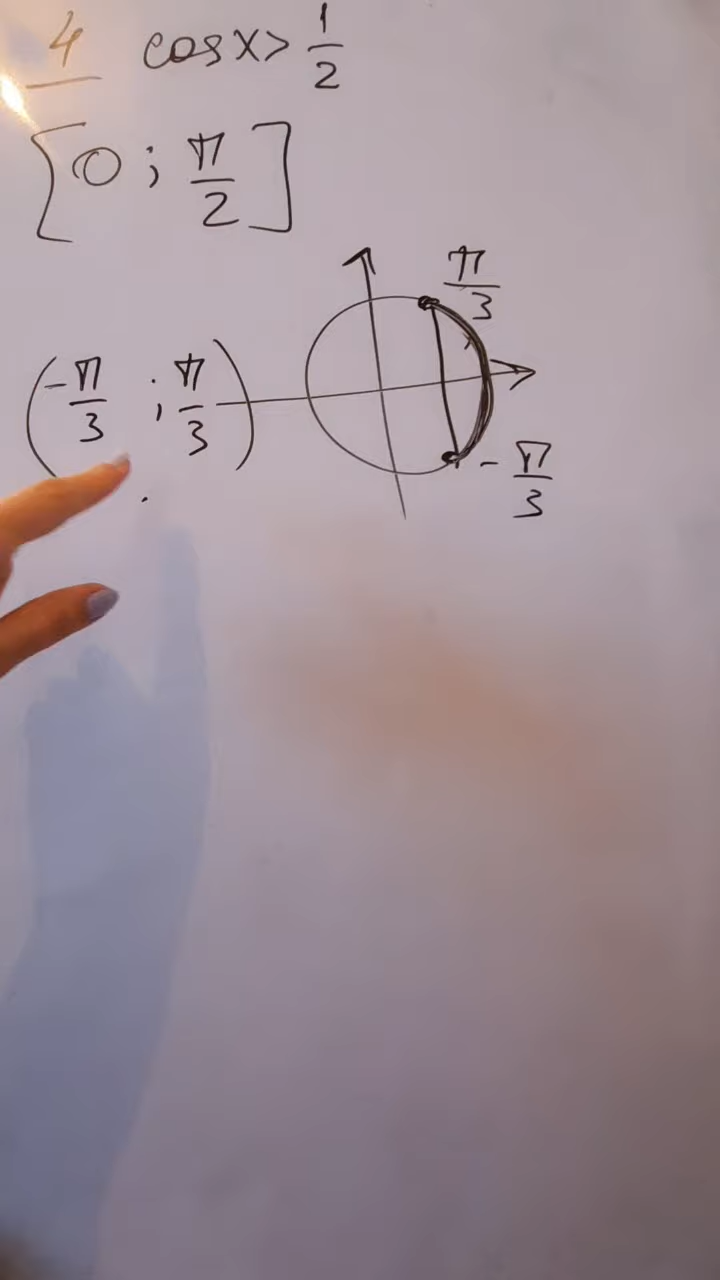 4 cos x > 1/2
[0 ; π/2]
π/3
(-π/3 ; π/3)
-π/3